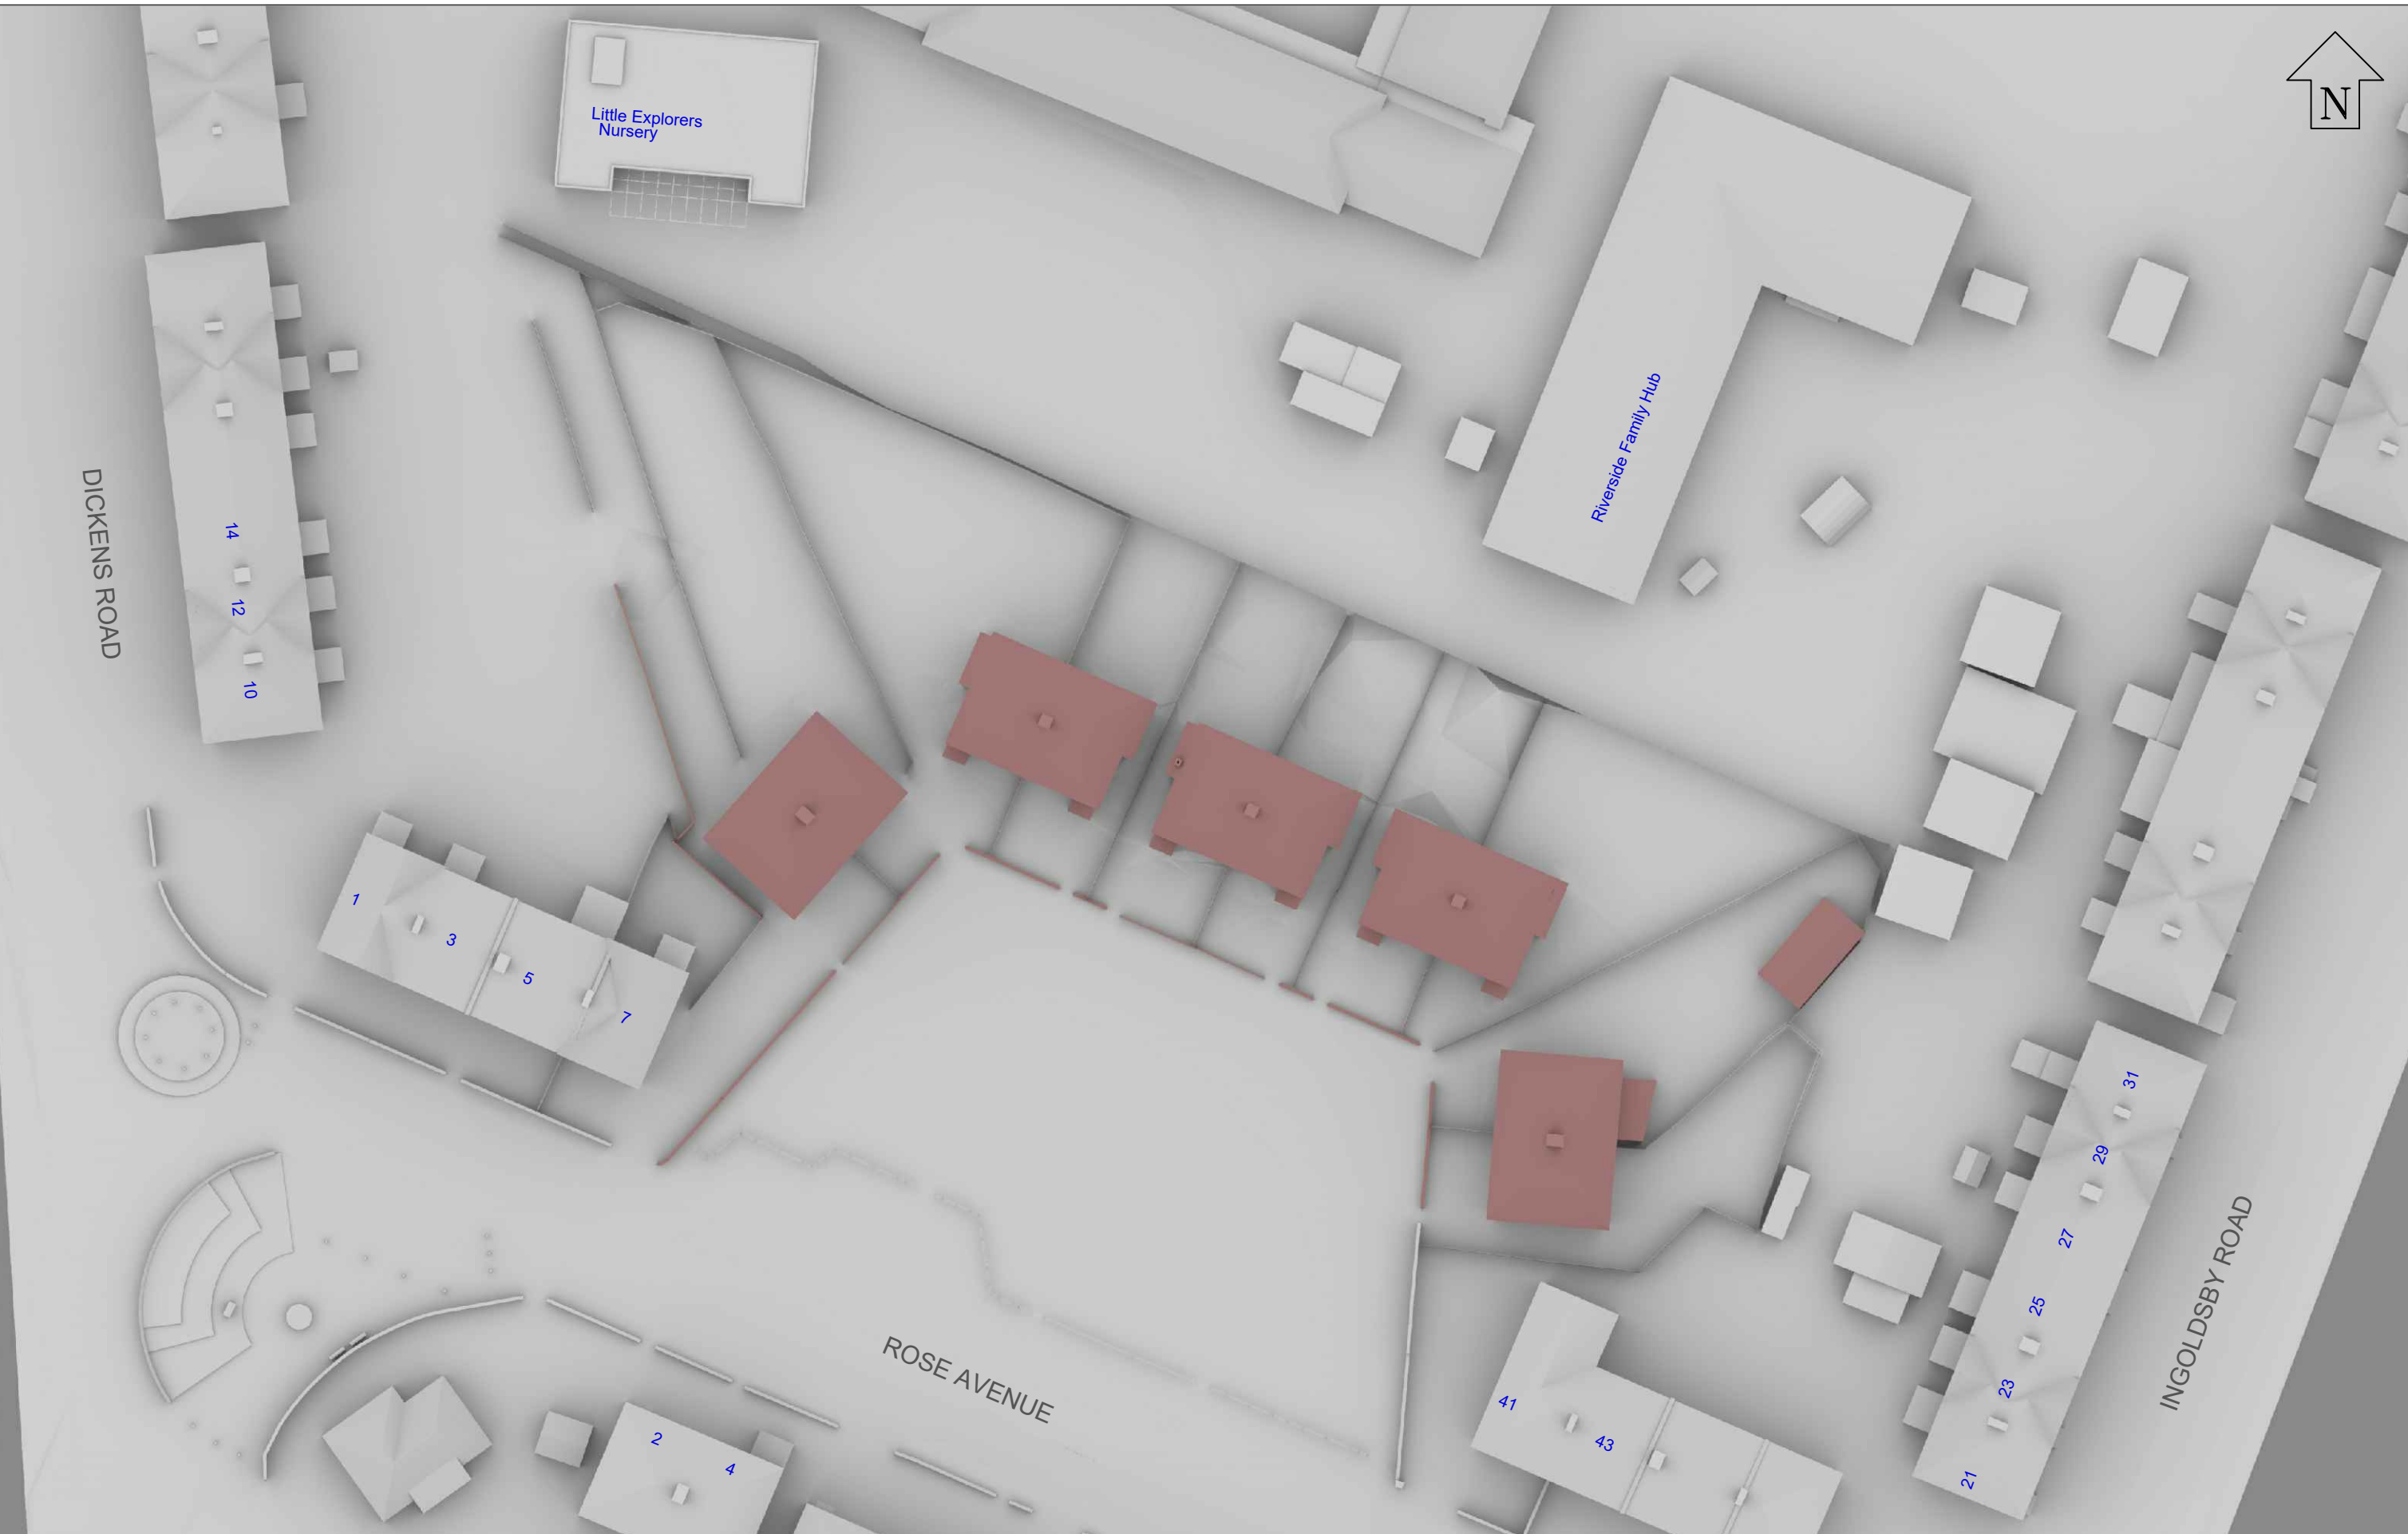 N
Little Explorers
Nursery
Riverside Family Hub
DICKENS ROAD
14
12
10
1
3
5
7
31
29
27
25
23
21
INGOLDSBY ROAD
ROSE AVENUE
41
43
2
4